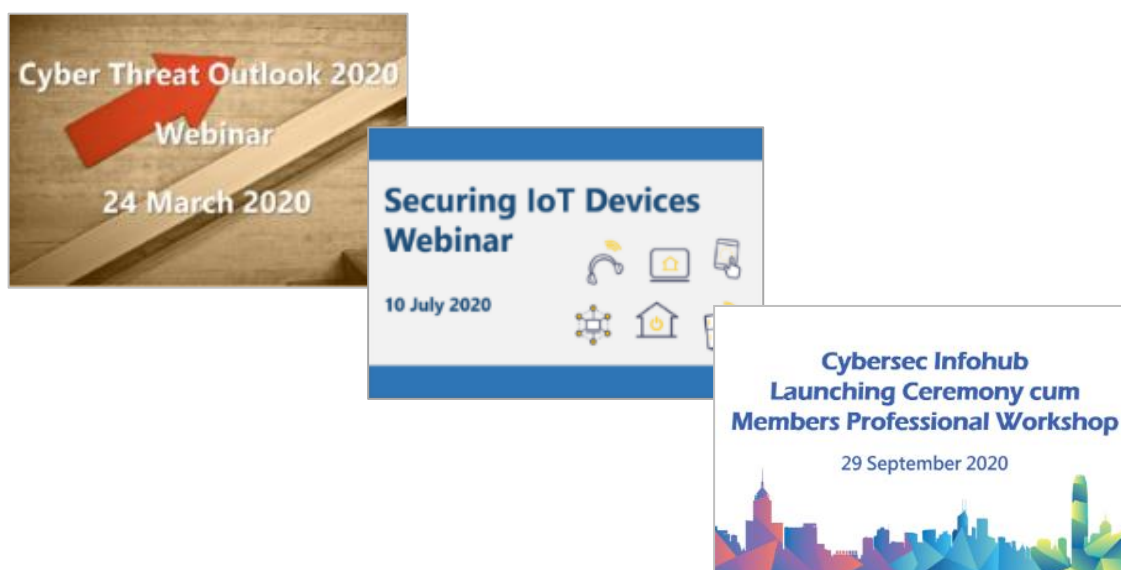 Cyber Threat Outlook 2020
Webinar
24 March 2020
Securing IoT Devices
Webinar
10 July 2020
Cybersec Infohub
Launching Ceremony cum
Members Professional Workshop
29 September 2020